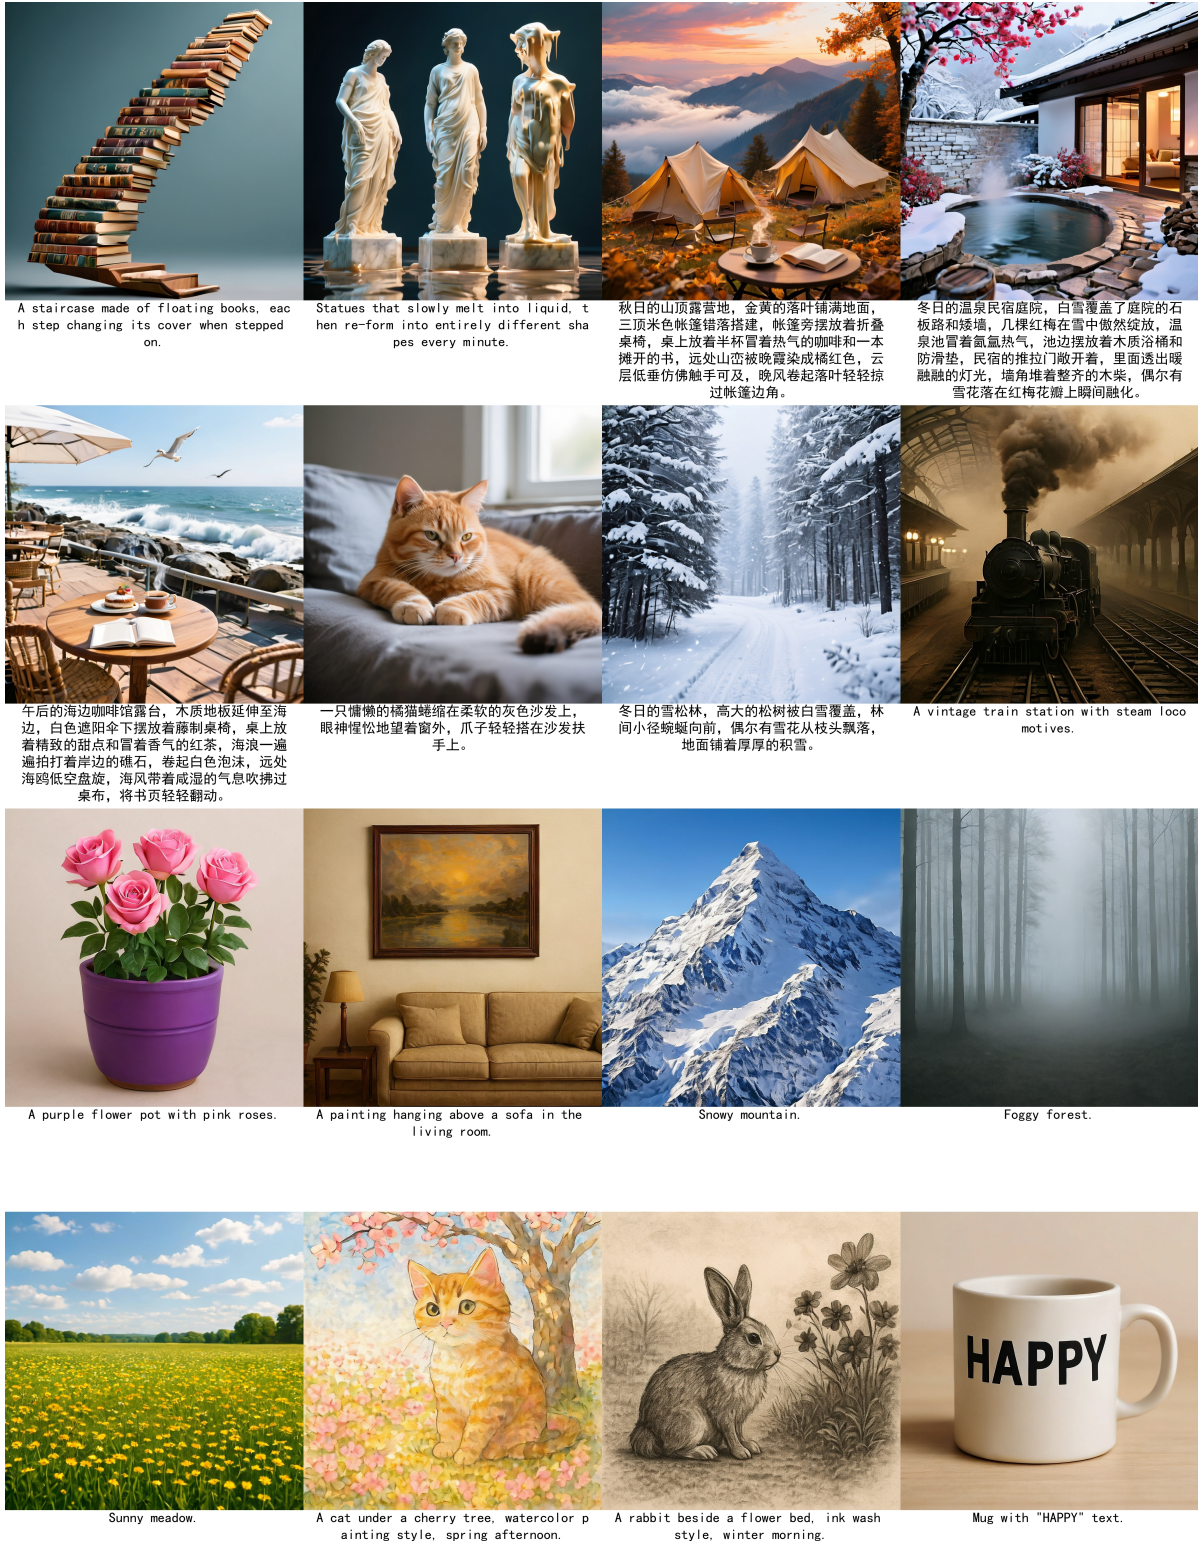 A staircase made of floating books, eac
h step changing its cover when stepped
on.
Statues that slowly melt into liquid, t
hen re-form into entirely different sha
pes every minute.
秋日的山顶露营地，金黄的落叶铺满地面，
三顶米色帐篷错落搭建，帐篷旁摆放着折叠
桌椅，桌上放着半杯冒着热气的咖啡和一本
摊开的书，远处山峦被晚霞染成橘红色，云
层低垂仿佛触手可及，晚风卷起落叶轻轻掠
过帐篷边角。
冬日的温泉民宿庭院，白雪覆盖了庭院的石
板路和矮墙，几棵红梅在雪中傲然绽放，温
泉池冒着氤氲热气，池边摆放着木质浴桶和
防滑垫，民宿的推拉门敞开着，里面透出暖
融融的灯光，墙角堆着整齐的木柴，偶尔有
雪花落在红梅花瓣上瞬间融化。
午后的海边咖啡馆露台，木质地板延伸至海
边，白色遮阳伞下摆放着藤制桌椅，桌上放
着精致的甜点和冒着香气的红茶，海浪一遍
遍拍打着岸边的礁石，卷起白色泡沫，远处
海鸥低空盘旋，海风带着咸湿的气息吹拂过
桌布，将书页轻轻翻动。
一只慵懒的橘猫蜷缩在柔软的灰色沙发上，
眼神惺忪地望着窗外，爪子轻轻搭在沙发扶
手上。
冬日的雪松林，高大的松树被白雪覆盖，林
间小径蜿蜒向前，偶尔有雪花从枝头飘落，
地面铺着厚厚的积雪。
A vintage train station with steam loco
motives.
A purple flower pot with pink roses.
A painting hanging above a sofa in the
living room.
Snowy mountain.
Foggy forest.
HAPPY
Sunny meadow.
A cat under a cherry tree, watercolor p
ainting style, spring afternoon.
A rabbit beside a flower bed, ink wash
style, winter morning.
Mug with "HAPPY" text.